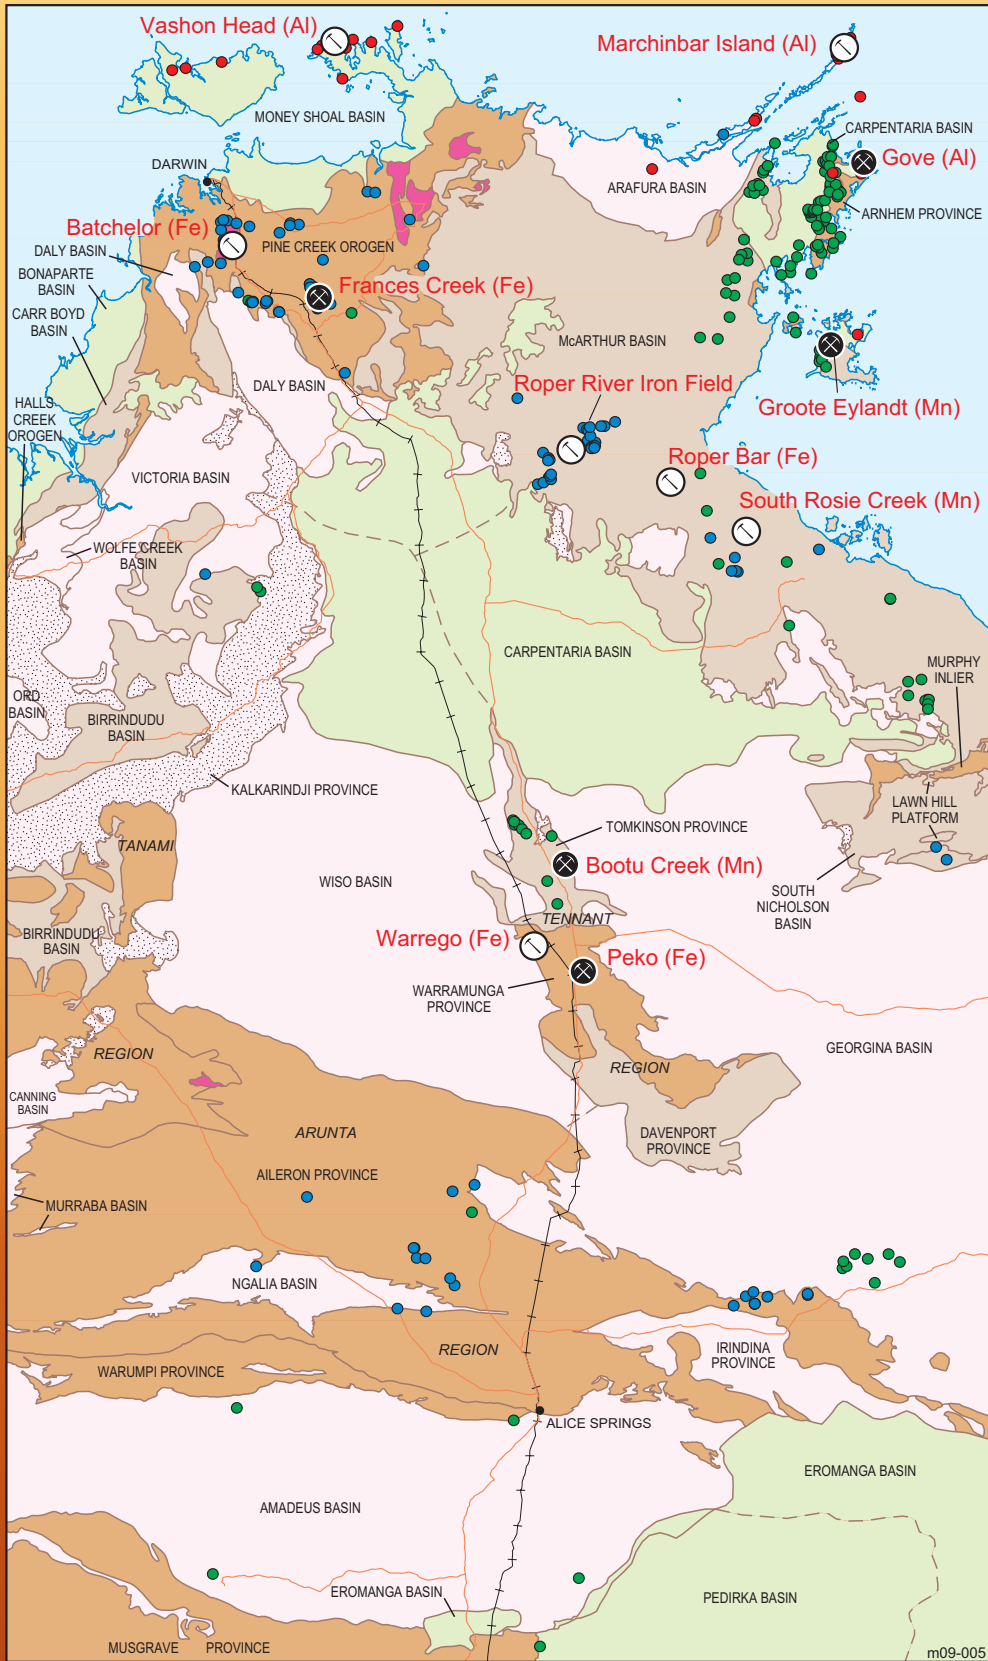 Vashon Head (Al)
Marchinbar Island (Al)
MONEY SHOAL BASIN
CARPENTARIA BASIN
DARWIN
Gove (Al)
ARAFURA BASIN
ARNHEM PROVINCE
Batchelor (Fe)
PINE CREEK OROGEN
DALY BASIN
BONAPARTE
BASIN
Frances Creek (Fe)
CARR BOYD
BASIN
McARTHUR BASIN
DALY BASIN
Roper River Iron Field
HALLS
CREEK
OROGEN
Groote Eylandt (Mn)
Roper Bar (Fe)
VICTORIA BASIN
South Rosie Creek (Mn)
WOLFE CREEK
BASIN
CARPENTARIA BASIN
MURPHY
INLIER
ORD
BASIN
BIRRINDUDU
BASIN
KALKARINDJI PROVINCE
LAWN HILL
PLATFORM
TOMKINSON PROVINCE
TANAMI
Bootu Creek (Mn)
WISO BASIN
SOUTH
NICHOLSON
BASIN
TENNANT
BIRRINDUDU
BASIN
Warrego (Fe)
Peko (Fe)
WARRAMUNGA
PROVINCE
GEORGINA BASIN
REGION
REGION
CANNING
BASIN
ARUNTA
DAVENPORT
PROVINCE
AILERON PROVINCE
MURRABA BASIN
NGALIA BASIN
REGION
IRINDINA
PROVINCE
WARUMPI PROVINCE
ALICE SPRINGS
EROMANGA BASIN
AMADEUS BASIN
EROMANGA BASIN
PEDIRKA BASIN
MUSGRAVE PROVINCE
m09-005